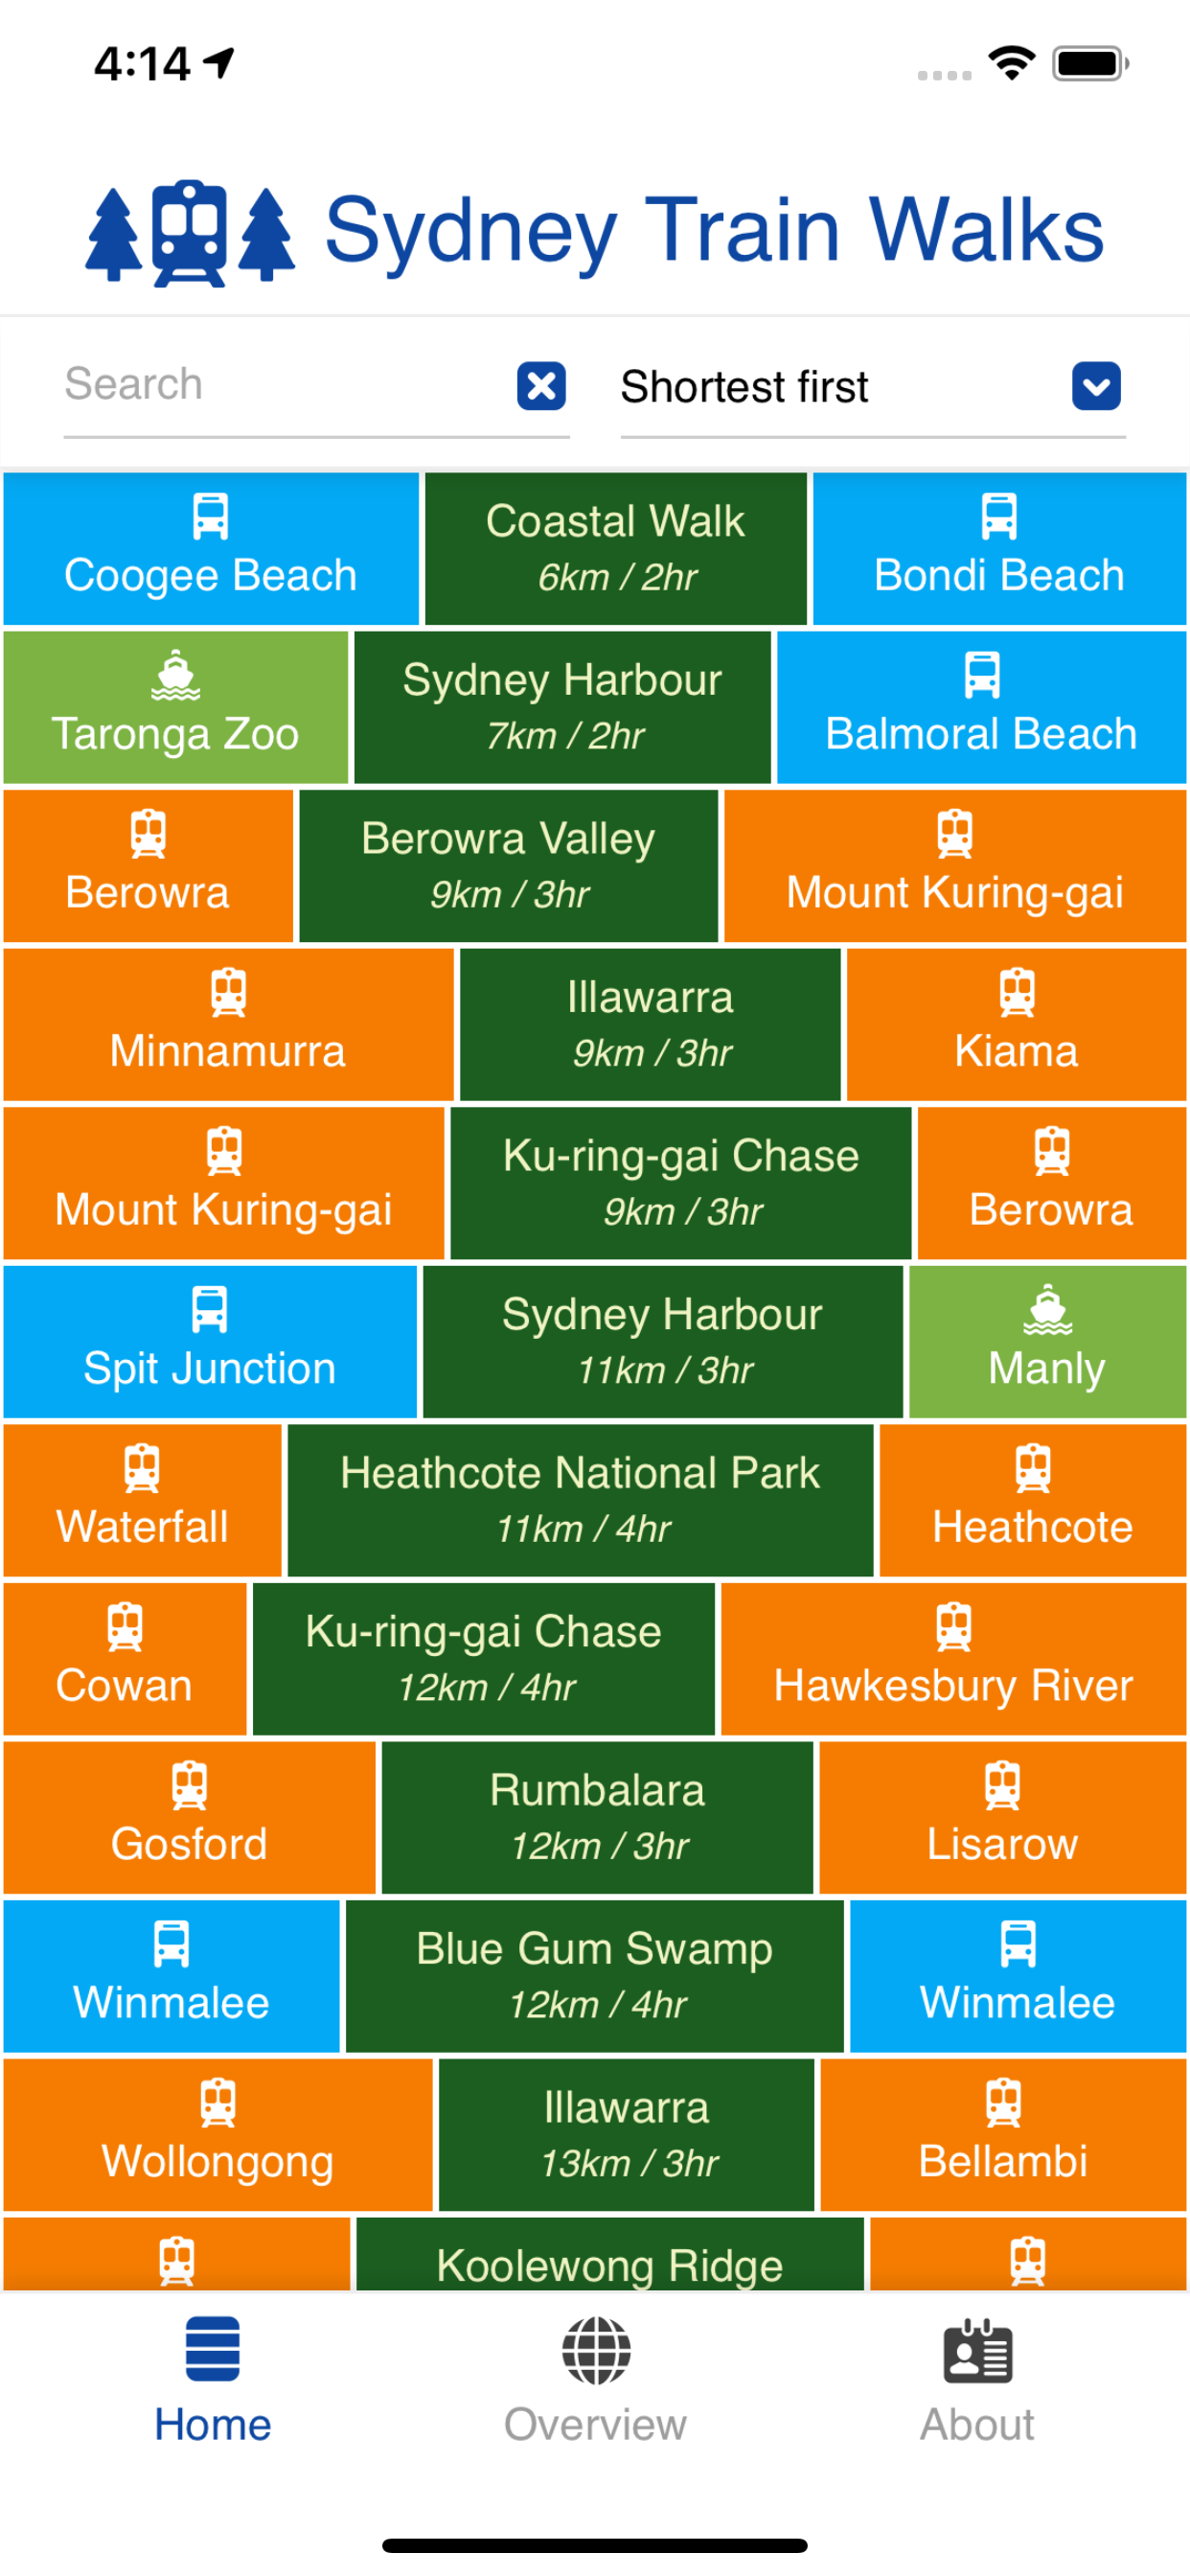 4:14
Sydney Train Walks
Search
Shortest first
Coogee Beach
Coastal Walk
6km / 2hr
Bondi Beach
Taronga Zoo
Sydney Harbour
7km / 2hr
Balmoral Beach
Berowra
Berowra Valley
9km / 3hr
Mount Kuring-gai
Minnamurra
Illawarra
9km / 3hr
Kiama
Mount Kuring-gai
Ku-ring-gai Chase
9km / 3hr
Berowra
Spit Junction
Sydney Harbour
11km / 3hr
Manly
Waterfall
Heathcote National Park
11km / 4hr
Heathcote
Cowan
Ku-ring-gai Chase
12km / 4hr
Hawkesbury River
Gosford
Rumbalara
12km / 3hr
Lisarow
Winmalee
Blue Gum Swamp
12km / 4hr
Winmalee
Wollongong
Illawarra
13km / 3hr
Bellambi
Koolewong Ridge
Home
Overview
About